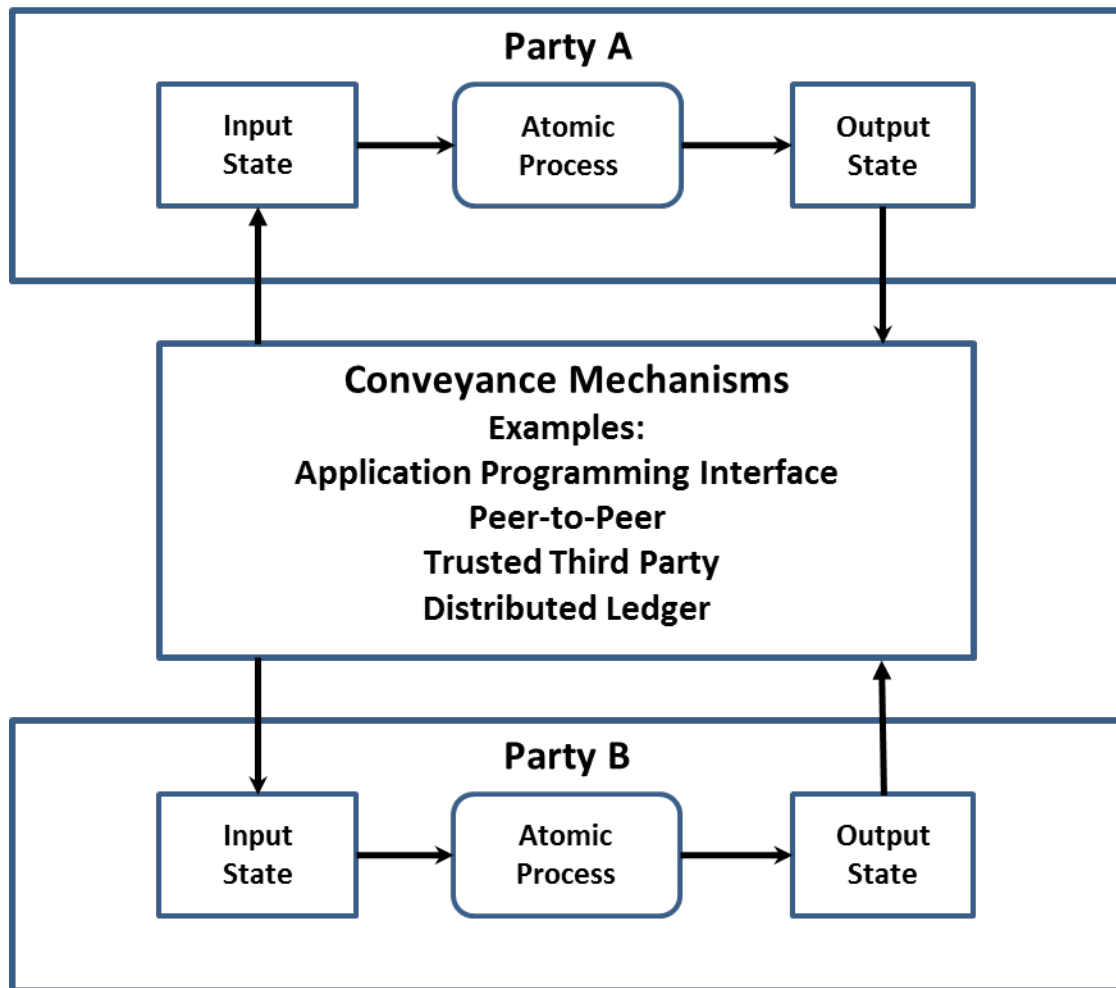 Party A
Input
State
Atomic
Process
Output
State
Conveyance Mechanisms
Examples:
Application Programming Interface
Peer-to-Peer
Trusted Third Party
Distributed Ledger
Party B
Input
State
Atomic
Process
Output
State